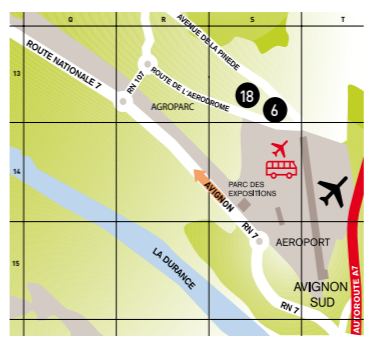 Q R S T
AVENUE DE LA PINEDE
ROUTE NATIONALE 7
RN 107
ROUTE DE L'AERODROME
13
18
6
AGROPARC
14
AVIGNON
PARC DES
EXPOSITIONS
RN 7
AEROPORT
LA DURANCE
15
AVIGNON
SUD
RN 7
AUTOROUTE A7